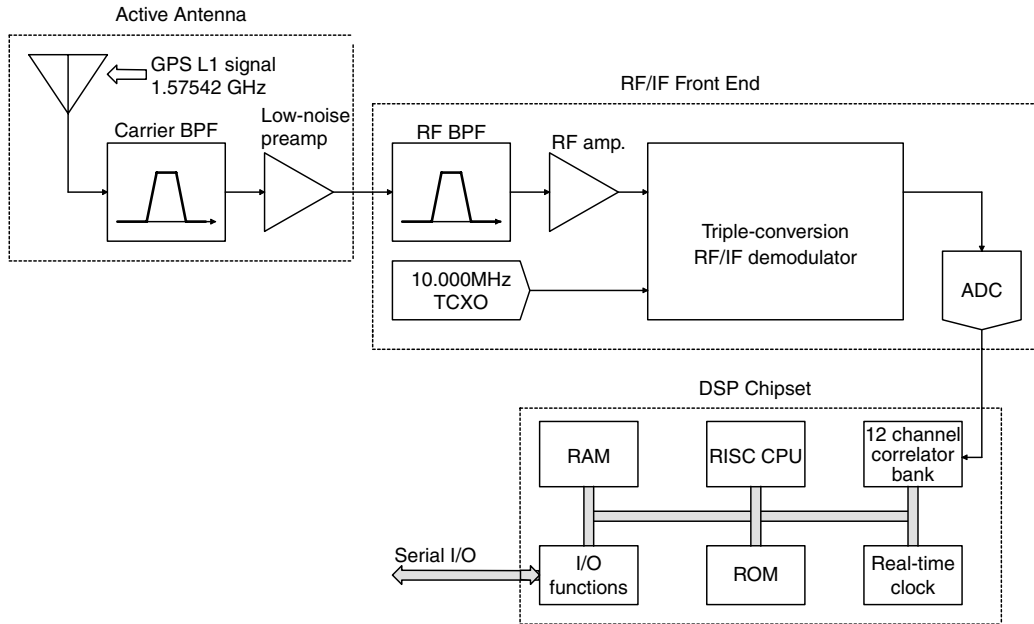 Active Antenna
GPS L1 signal
1.57542 GHz
Carrier BPF
Low-noise
preamp
RF/IF Front End
RF BPF
RF amp.
Triple-conversion
RF/IF demodulator
10.000MHz
TCXO
ADC
DSP Chipset
RAM
RISC CPU
12 channel
correlator
bank
Serial I/O
I/O
functions
ROM
Real-time
clock